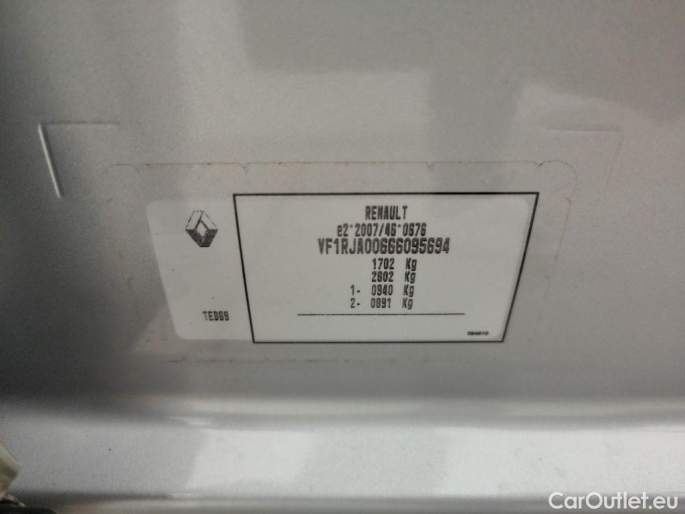 RENAULT
e2*2007/46*0676
VF1RJA00666095694
1702 Kg
2602 Kg
1- 0940 Kg
2- 0891 Kg
TED69
CarOutlet.eu